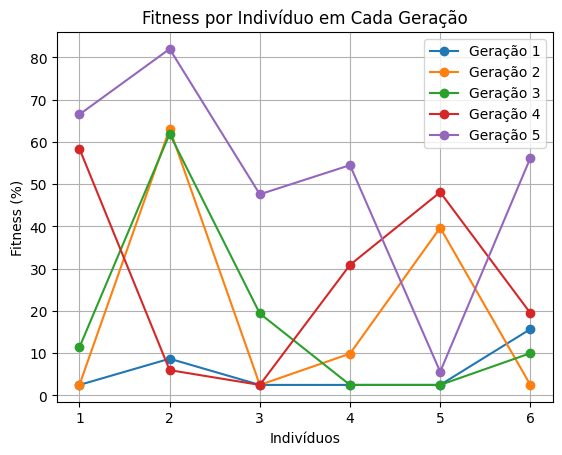 Fitness por Indivíduo em Cada Geração
Geração 1
Geração 2
Geração 3
Geração 4
Geração 5
Fitness (%)
80
70
60
50
40
30
20
10
0
1 2 3 4 5 6
Indivíduos